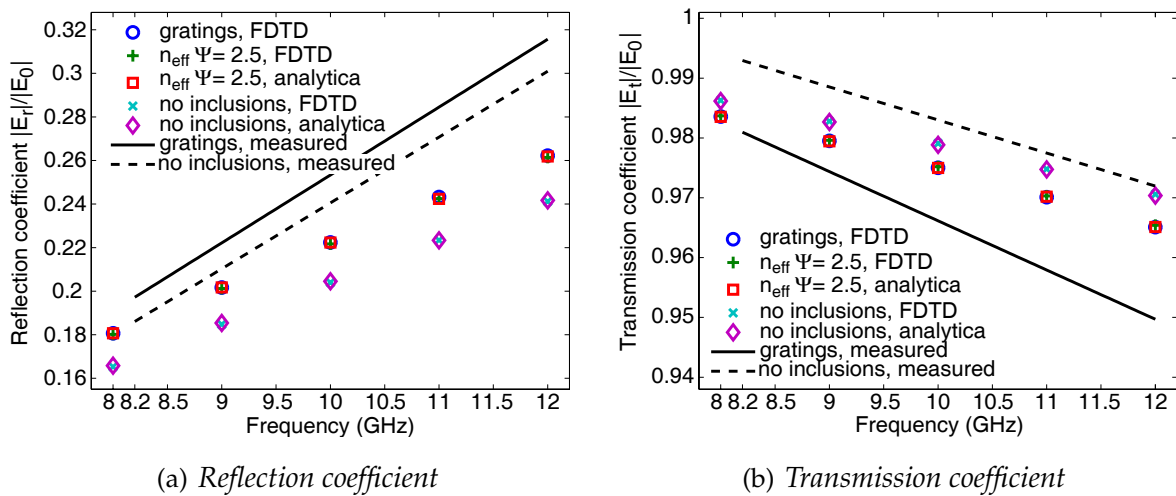 0.32
0.3
0.28
0.26
0.24
0.22
0.2
0.18
0.16
Reflection coefficient |E_r|/|E_0|
gratings, FDTD
n_eff Ψ= 2.5, FDTD
n_eff Ψ= 2.5, analytica
no inclusions, FDTD
no inclusions, analytica
gratings, measured
no inclusions, measured
8 8.2 8.5 9 9.5 10 10.5 11 11.5 12
Frequency (GHz)
(a) Reflection coefficient
1
0.99
0.98
0.97
0.96
0.95
0.94
Transmission coefficient |E_t|/|E_0|
gratings, FDTD
n_eff Ψ= 2.5, FDTD
n_eff Ψ= 2.5, analytica
no inclusions, FDTD
no inclusions, analytica
gratings, measured
no inclusions, measured
8 8.2 8.5 9 9.5 10 10.5 11 11.5 12
Frequency (GHz)
(b) Transmission coefficient